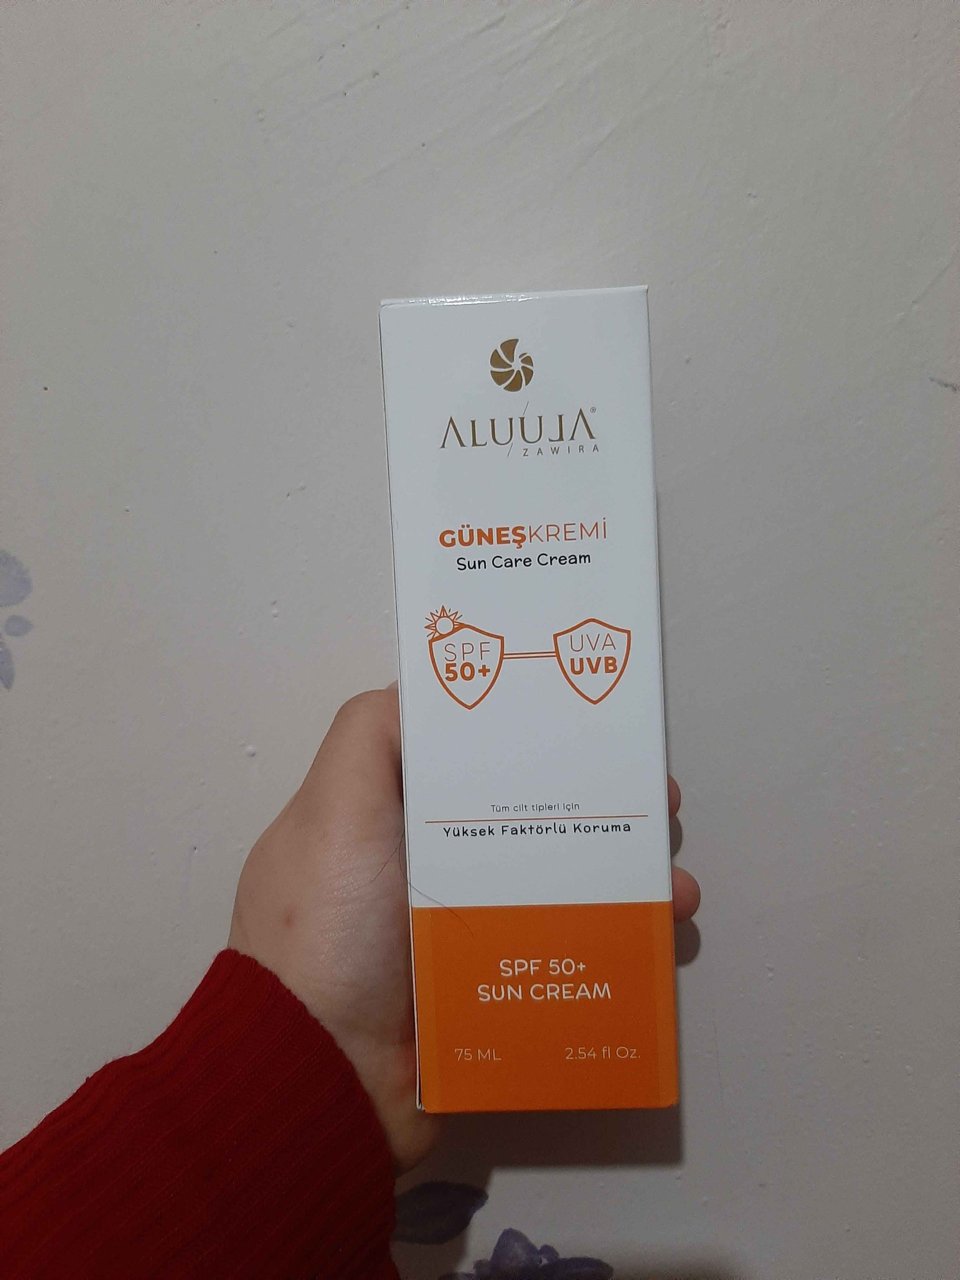 ALUUJA®
ZAWIRA
GÜNEŞKREMİ
Sun Care Cream
SPF
50+
UVA
UVB
Tüm cilt tipleri için
Yüksek Faktörlü Koruma
SPF 50+
SUN CREAM
75 ML 2.54 fl Oz.